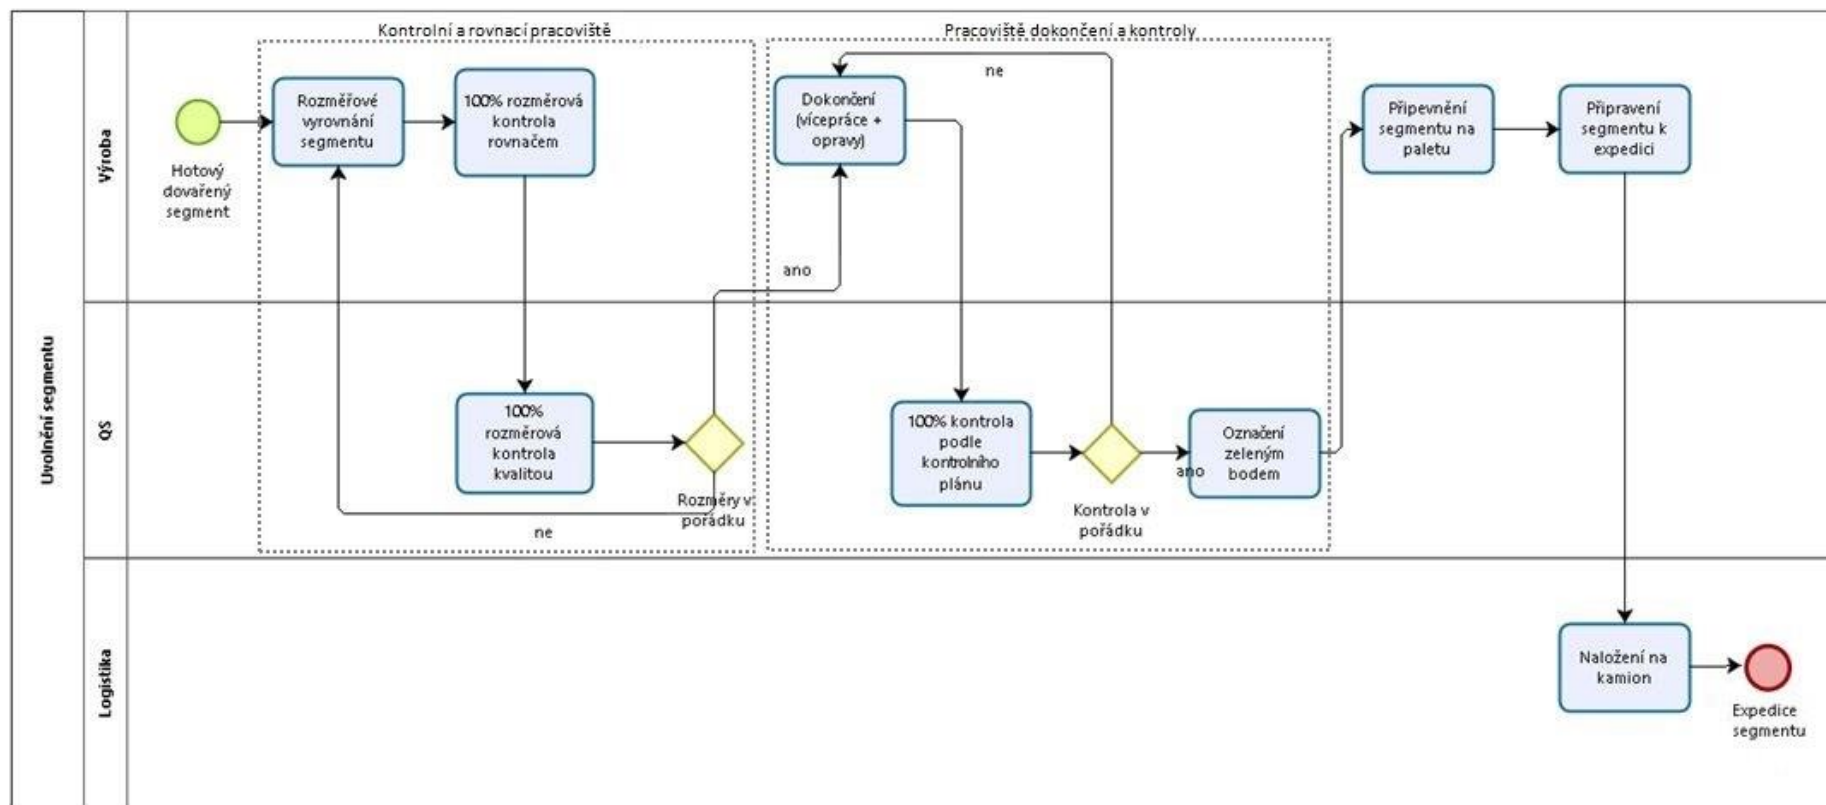 Uvolnění segmentu
Výroba
QS
Logistika
Kontrolní a rovnací pracoviště
Pracoviště dokončení a kontroly
Hotový
dovařený
segment
Rozměřové
vyrovnání
segmentu
100% rozměrová
kontrola
rovnačem
100%
rozměrová
kontrola
kvalitou
Rozměry v
pořádku
ne
ano
Dokončení
(vícepráce +
opravy)
ne
100% kontrola
podle
kontrolního
plánu
Kontrola v
pořádku
ano
Označení
zeleným
bodem
Připevnění
segmentu na
paletu
Připravení
segmentu k
expedici
Naložení na
kamion
Expedice
segmentu